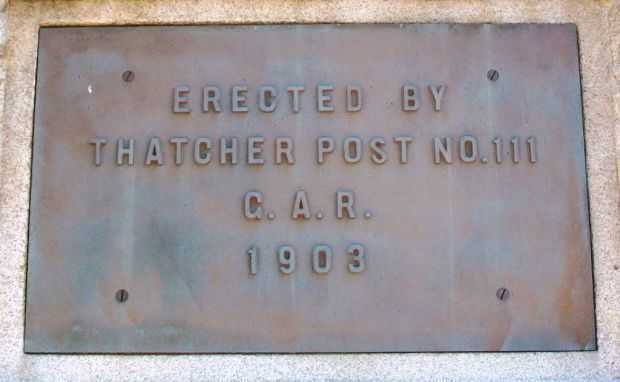 ERECTED BY
THATCHER POST NO.111
G.A.R.
1903